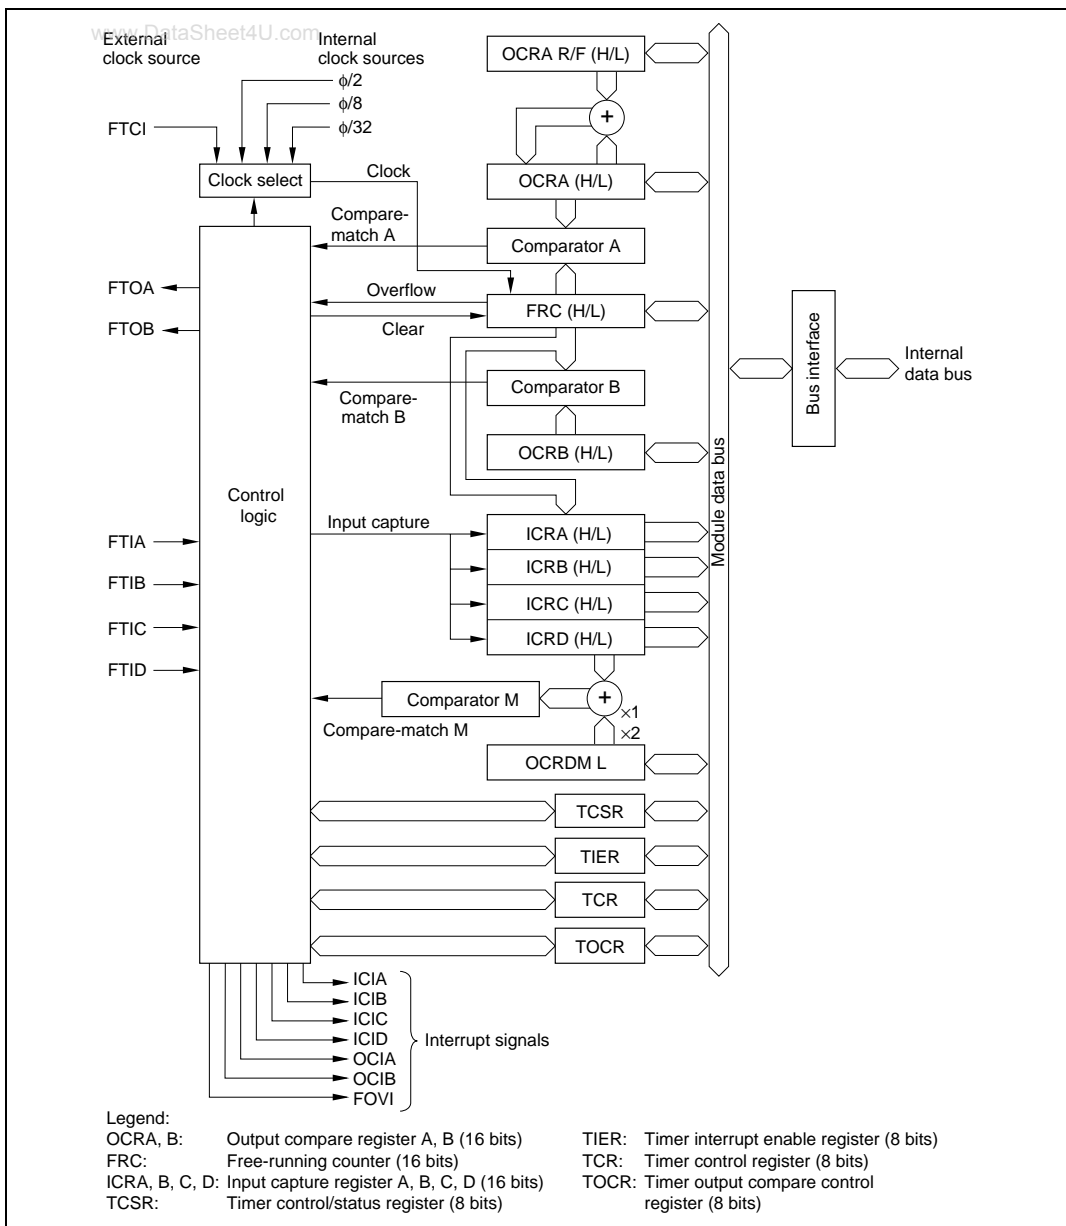 www.DataSheet4U.com
External
clock source
Internal
clock sources
ϕ/2
ϕ/8
ϕ/32
FTCI
Clock select
Clock
OCRA R/F (H/L)
+
OCRA (H/L)
Compare-
match A
Comparator A
FTOA
Overflow
FRC (H/L)
FTOB
Clear
Comparator B
Compare-
match B
OCRB (H/L)
Module data bus
Bus interface
Internal
data bus
Control
logic
Input capture
ICRA (H/L)
ICRB (H/L)
ICRC (H/L)
ICRD (H/L)
FTIA
FTIB
FTIC
FTID
Comparator M
+
×1
×2
Compare-match M
OCRDM L
TCSR
TIER
TCR
TOCR
ICIA
ICIB
ICIC
ICID
OCIA
OCIB
FOVI
Interrupt signals
Legend:
OCRA, B: Output compare register A, B (16 bits)
FRC: Free-running counter (16 bits)
ICRA, B, C, D: Input capture register A, B, C, D (16 bits)
TCSR: Timer control/status register (8 bits)
TIER: Timer interrupt enable register (8 bits)
TCR: Timer control register (8 bits)
TOCR: Timer output compare control
register (8 bits)